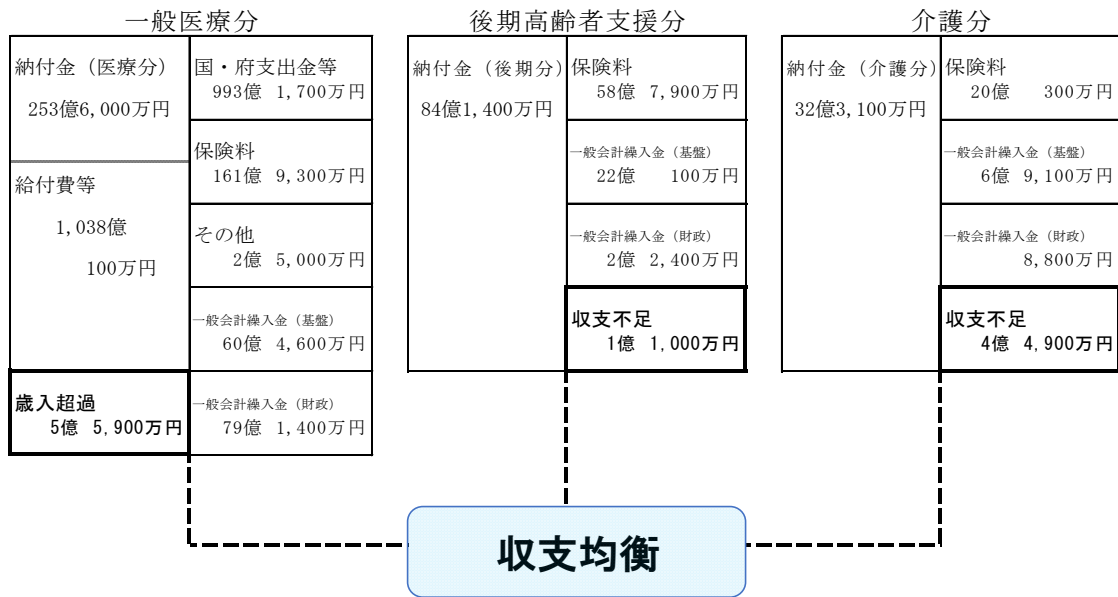 一般医療分
納付金（医療分）
253億6,000万円
給付費等
1,038億
100万円
歳入超過
5億 5,900万円
国・府支出金等
993億 1,700万円
保険料
161億 9,300万円
その他
2億 5,000万円
一般会計繰入金（基盤）
60億 4,600万円
一般会計繰入金（財政）
79億 1,400万円
後期高齢者支援分
納付金（後期分）
84億1,400万円
保険料
58億 7,900万円
一般会計繰入金（基盤）
22億 100万円
一般会計繰入金（財政）
2億 2,400万円
収支不足
1億 1,000万円
介護分
納付金（介護分）
32億3,100万円
保険料
20億 300万円
一般会計繰入金（基盤）
6億 9,100万円
一般会計繰入金（財政）
8,800万円
収支不足
4億 4,900万円
収支均衡